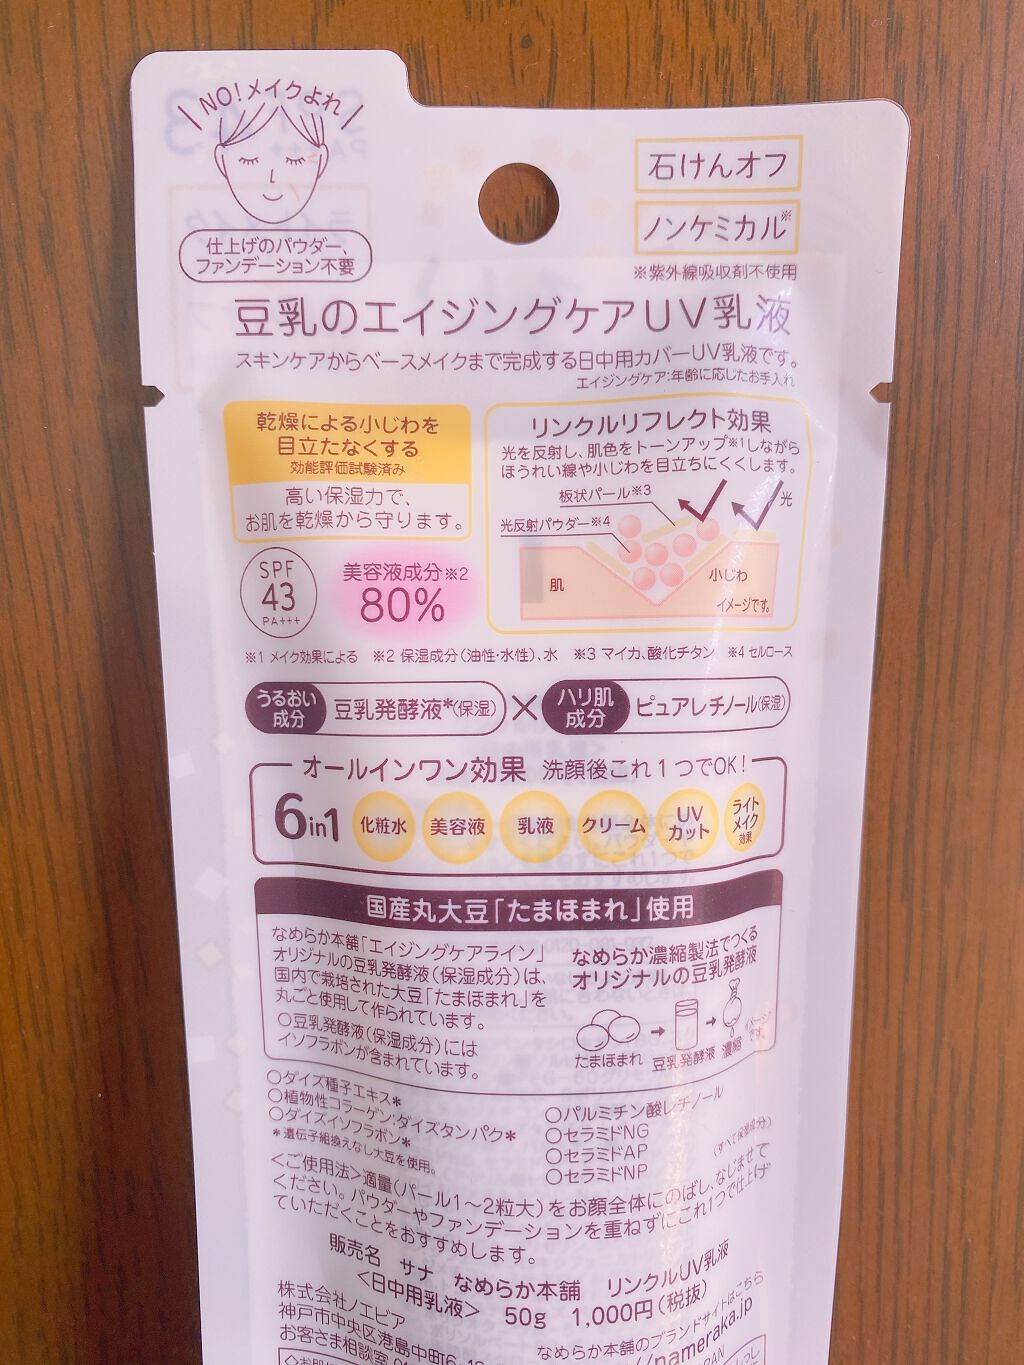 NO!メイクよれ
仕上げのパウダー、
ファンデーション不要
石けんオフ
ノンケミカル※
※紫外線吸収剤不使用
豆乳のエイジングケアUV乳液
スキンケアからベースメイクまで完成する日中用カバーUV乳液です。
エイジングケア:年齢に応じたお手入れ
乾燥による小じわを
目立たなくする
効能評価試験済み
高い保湿力で、
お肌を乾燥から守ります。
SPF
43
PA+++
美容液成分※2
80%
リンクルリフレクト効果
光を反射し、肌色をトーンアップ※1しながら
ほうれい線や小じわを目立ちにくくします。
板状パール※3
光
光反射パウダー※4
肌
小じわ
イメージです。
※1 メイク効果による ※2 保湿成分(油性・水性)、水 ※3 マイカ、酸化チタン ※4 セルロース
うるおい
成分
豆乳発酵液*(保湿)
×
ハリ肌
成分
ピュアレチノール(保湿)
オールインワン効果 洗顔後これ1つでOK!
6in1
化粧水
美容液
乳液
クリーム
UV
カット
ライト
メイク
効果
国産丸大豆「たまほまれ」使用
なめらか本舗「エイジングケアライン」
オリジナルの豆乳発酵液(保湿成分)は、
国内で栽培された大豆「たまほまれ」を
丸ごと使用して作られています。
○豆乳発酵液(保湿成分)には
イソフラボンが含まれています。
なめらか濃縮製法でつくる
オリジナルの豆乳発酵液
たまほまれ
豆乳発酵液
濃縮
イメージ
です。
○ダイズ種子エキス*
○植物性コラーゲン:ダイズタンパク*
○ダイズイソフラボン*
*遺伝子組換えなし大豆を使用。
○パルミチン酸レチノール
○セラミドNG
○セラミドAP
○セラミドNP
(すべて保湿成分)
<ご使用法>適量(パール1~2粒大)をお顔全体にのばし、なじませて
ください。パウダーやファンデーションを重ねずにこれ1つで仕上げ
ていただくことをおすすめします。
販売名 サナ なめらか本舗 リンクルUV乳液
<日中用乳液> 50g 1,000円(税抜)
株式会社ノエビア
神戸市中央区港島中町6-13
お客さま相談室
なめらか本舗のブランドサイトはこちら
nameraka.jp